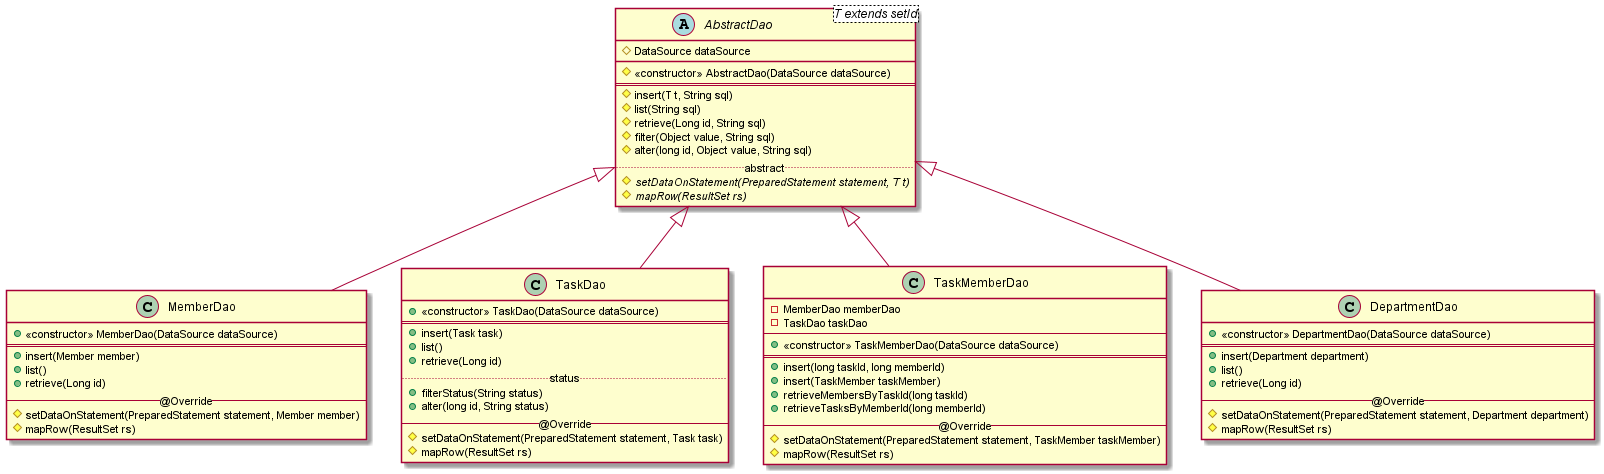 T extends setId
A AbstractDao
DataSource dataSource
«constructor» AbstractDao(DataSource dataSource)
insert(T t, String sql)
list(String sql)
retrieve(Long id, String sql)
filter(Object value, String sql)
alter(long id, Object value, String sql)
abstract
setDataOnStatement(PreparedStatement statement, T t)
mapRow(ResultSet rs)
C MemberDao
«constructor» MemberDao(DataSource dataSource)
insert(Member member)
list()
retrieve(Long id)
@Override
setDataOnStatement(PreparedStatement statement, Member member)
mapRow(ResultSet rs)
C TaskDao
«constructor» TaskDao(DataSource dataSource)
insert(Task task)
list()
retrieve(Long id)
status
filterStatus(String status)
alter(long id, String status)
@Override
setDataOnStatement(PreparedStatement statement, Task task)
mapRow(ResultSet rs)
C TaskMemberDao
MemberDao memberDao
TaskDao taskDao
«constructor» TaskMemberDao(DataSource dataSource)
insert(long taskId, long memberId)
insert(TaskMember taskMember)
retrieveMembersByTaskId(long taskId)
retrieveTasksByMemberId(long memberId)
@Override
setDataOnStatement(PreparedStatement statement, TaskMember taskMember)
mapRow(ResultSet rs)
C DepartmentDao
«constructor» DepartmentDao(DataSource dataSource)
insert(Department department)
list()
retrieve(Long id)
@Override
setDataOnStatement(PreparedStatement statement, Department department)
mapRow(ResultSet rs)